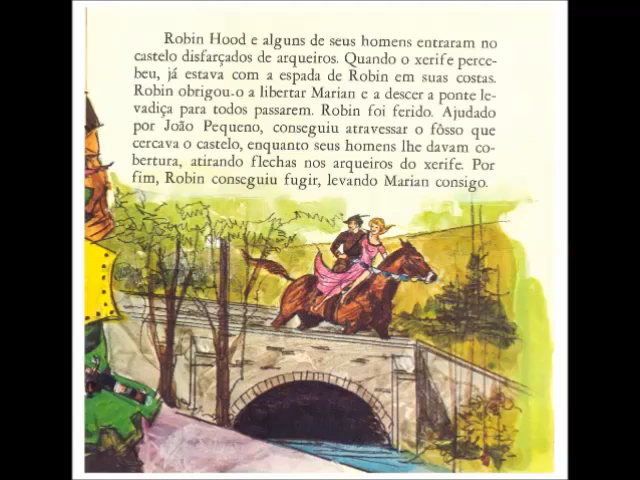 Robin Hood e alguns de seus homens entraram no
castelo disfarçados de arqueiros. Quando o xerife perce-
beu, já estava com a espada de Robin em suas costas.
Robin obrigou-o a libertar Marian e a descer a ponte le-
vadiça para todos passarem. Robin foi ferido. Ajudado
por João Pequeno, conseguiu atravessar o fôsso que
cercava o castelo, enquanto seus homens lhe davam co-
bertura, atirando flechas nos arqueiros do xerife. Por
fim, Robin conseguiu fugir, levando Marian consigo.